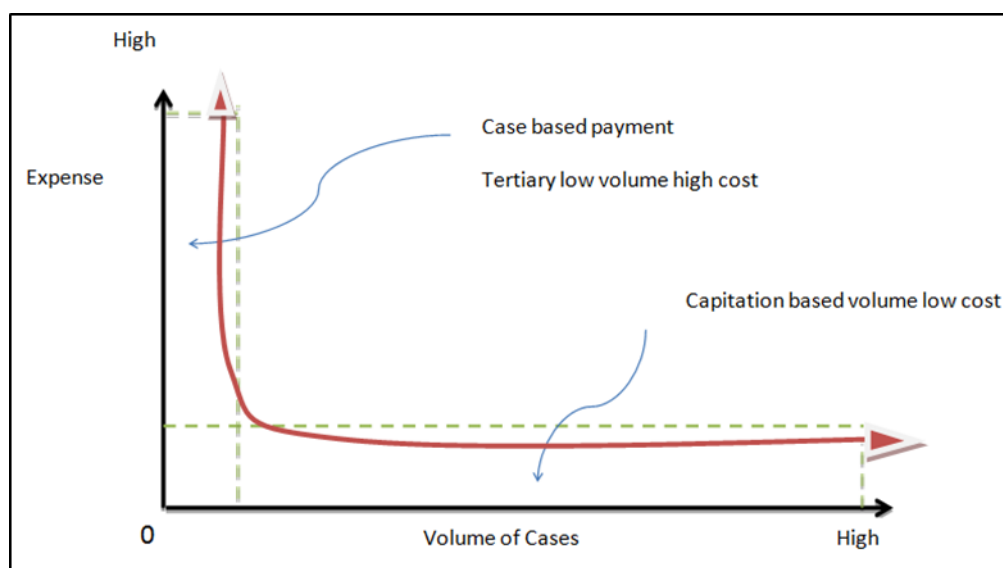 High
Case based payment
Expense
Tertiary low volume high cost
Capitation based volume low cost
0
Volume of Cases
High